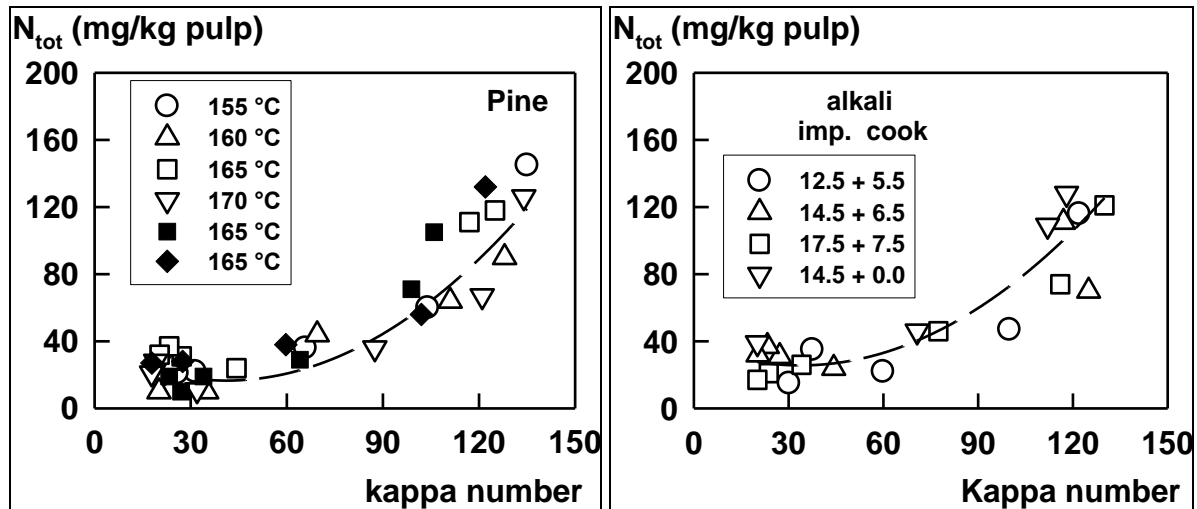 N_tot (mg/kg pulp)
200
160
120
80
40
0
0 30 60 90 120 150
kappa number
Pine
155 °C
160 °C
165 °C
170 °C
165 °C
165 °C
N_tot (mg/kg pulp)
200
160
120
80
40
0
0 30 60 90 120 150
Kappa number
alkali
imp. cook
12.5 + 5.5
14.5 + 6.5
17.5 + 7.5
14.5 + 0.0